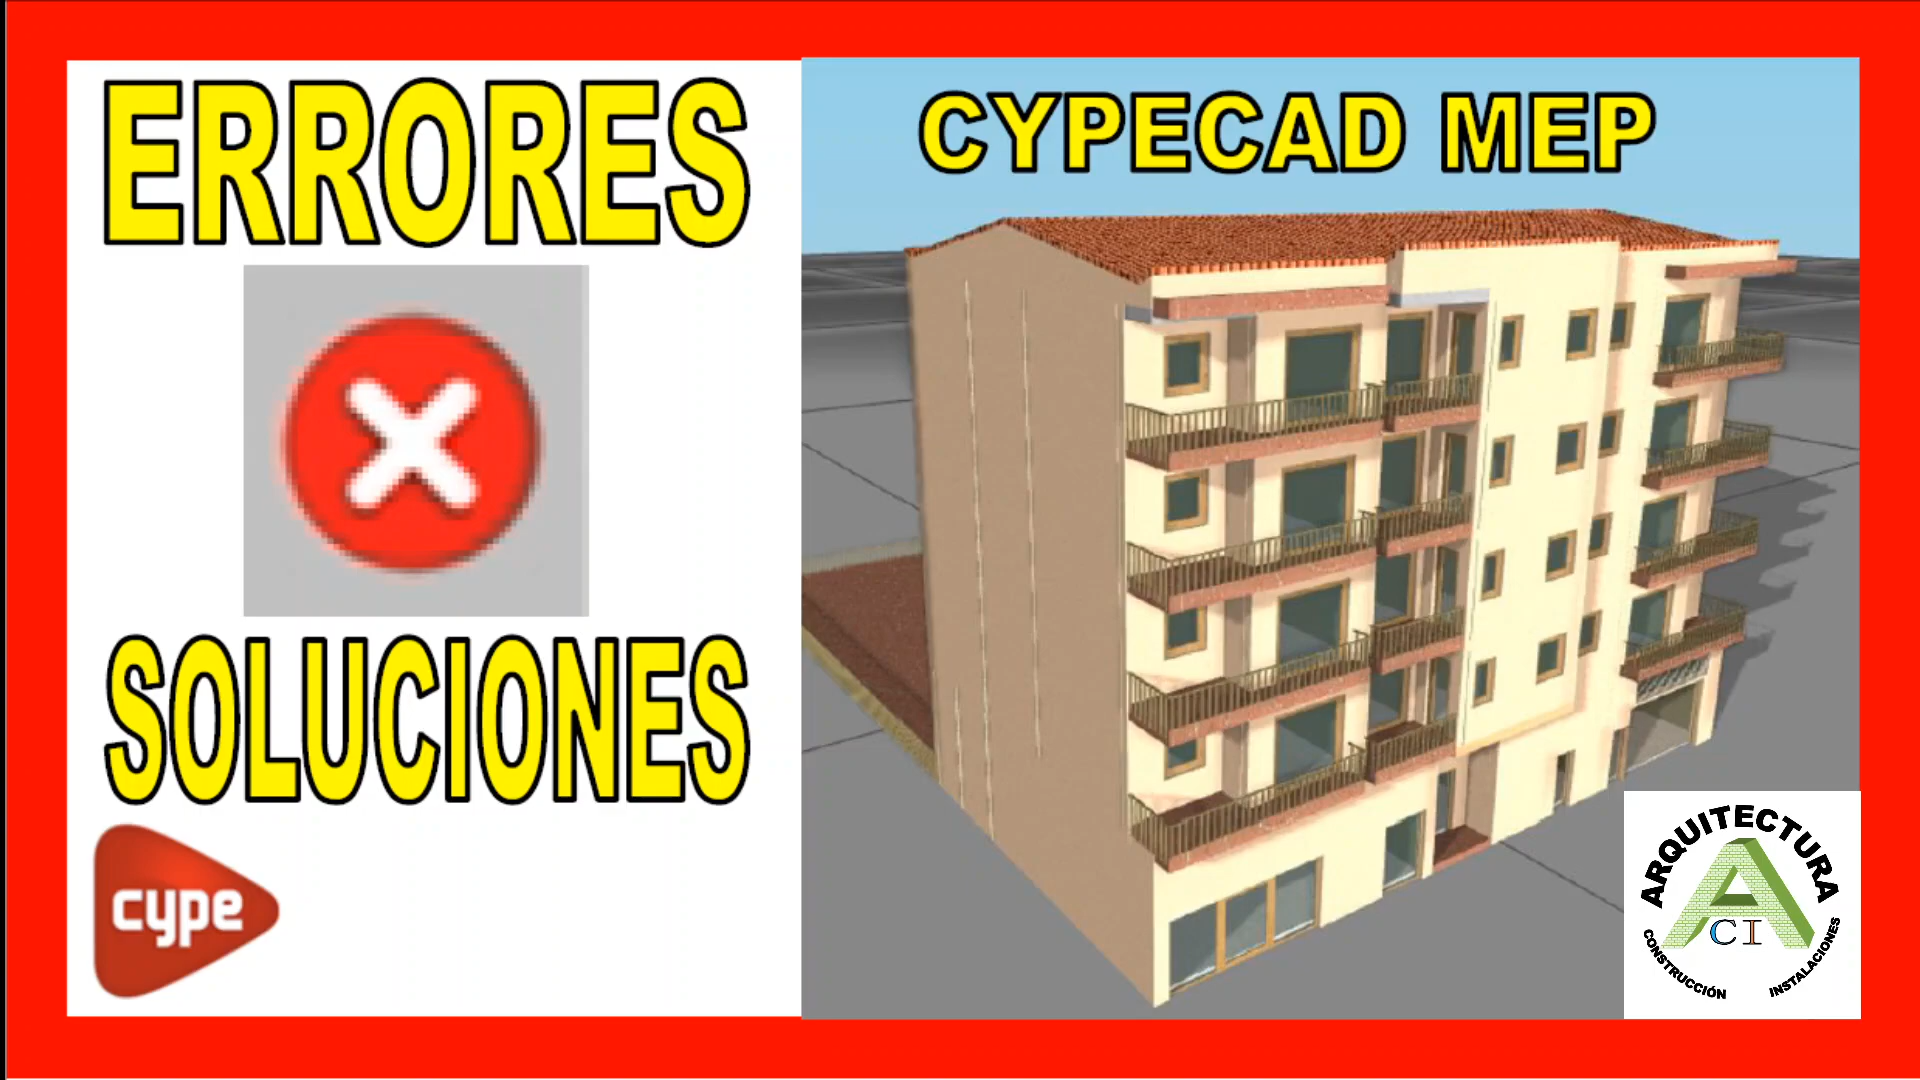 ERRORES
SOLUCIONES
cype
CYPECAD MEP
ARQUITECTURA
CI
CONSTRUCCIÓN
INSTALACIONES